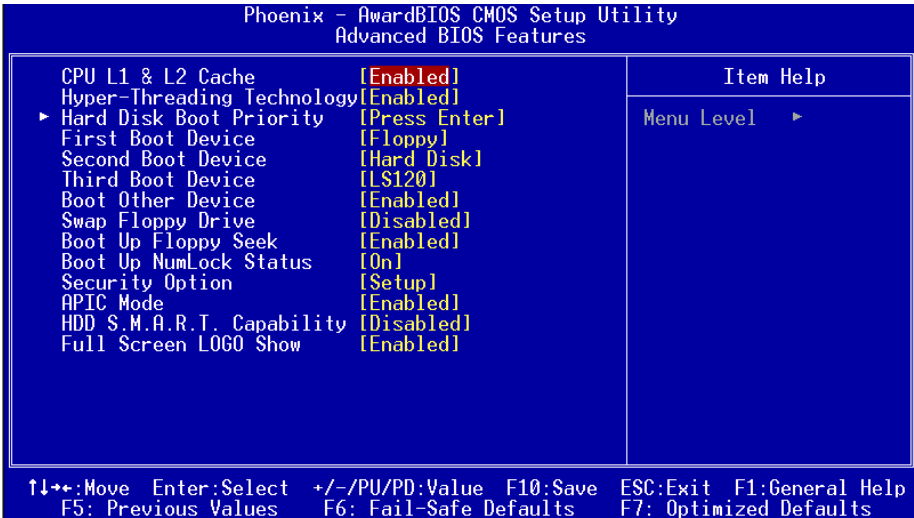 Phoenix - AwardBIOS CMOS Setup Utility
Advanced BIOS Features
CPU L1 & L2 Cache [Enabled]
Hyper-Threading Technology[Enabled]
► Hard Disk Boot Priority [Press Enter]
First Boot Device [Floppy]
Second Boot Device [Hard Disk]
Third Boot Device [LS120]
Boot Other Device [Enabled]
Swap Floppy Drive [Disabled]
Boot Up Floppy Seek [Enabled]
Boot Up NumLock Status [On]
Security Option [Setup]
APIC Mode [Enabled]
HDD S.M.A.R.T. Capability [Disabled]
Full Screen LOGO Show [Enabled]
Item Help
Menu Level ►
↑↓→←:Move Enter:Select +/-/PU/PD:Value F10:Save ESC:Exit F1:General Help
F5: Previous Values F6: Fail-Safe Defaults F7: Optimized Defaults